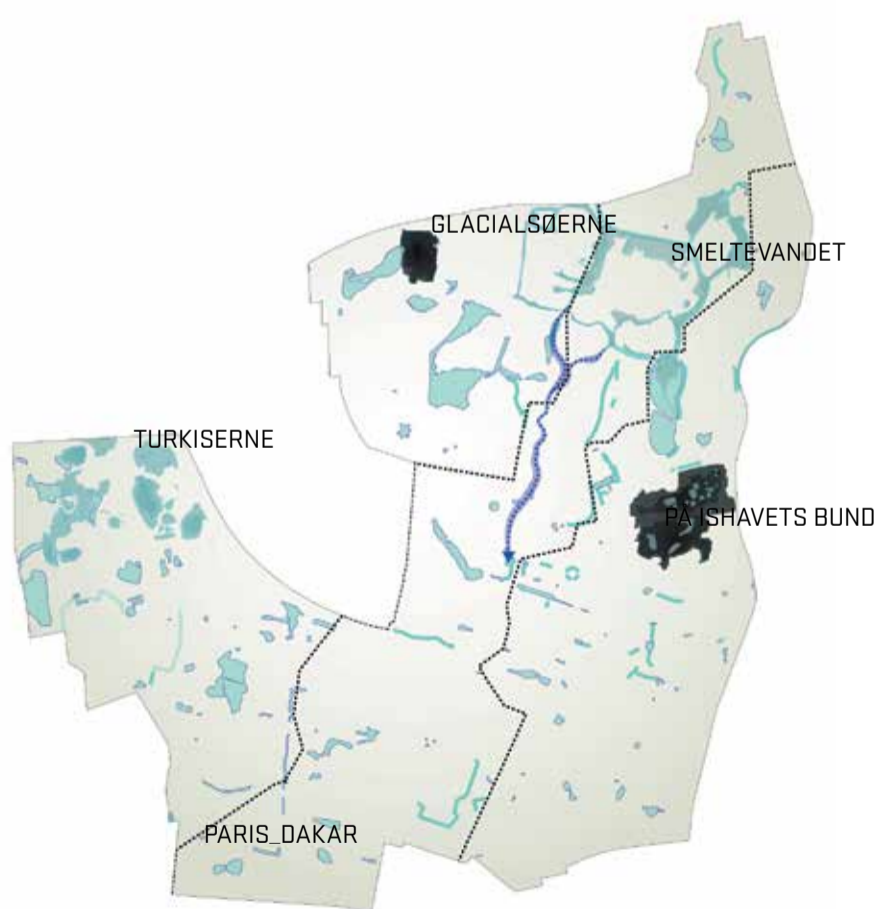 GLACIALSØERNE
SMELTEVANDET
TURKISERNE
PÅ ISHAVETS BUND
PARIS_DAKAR